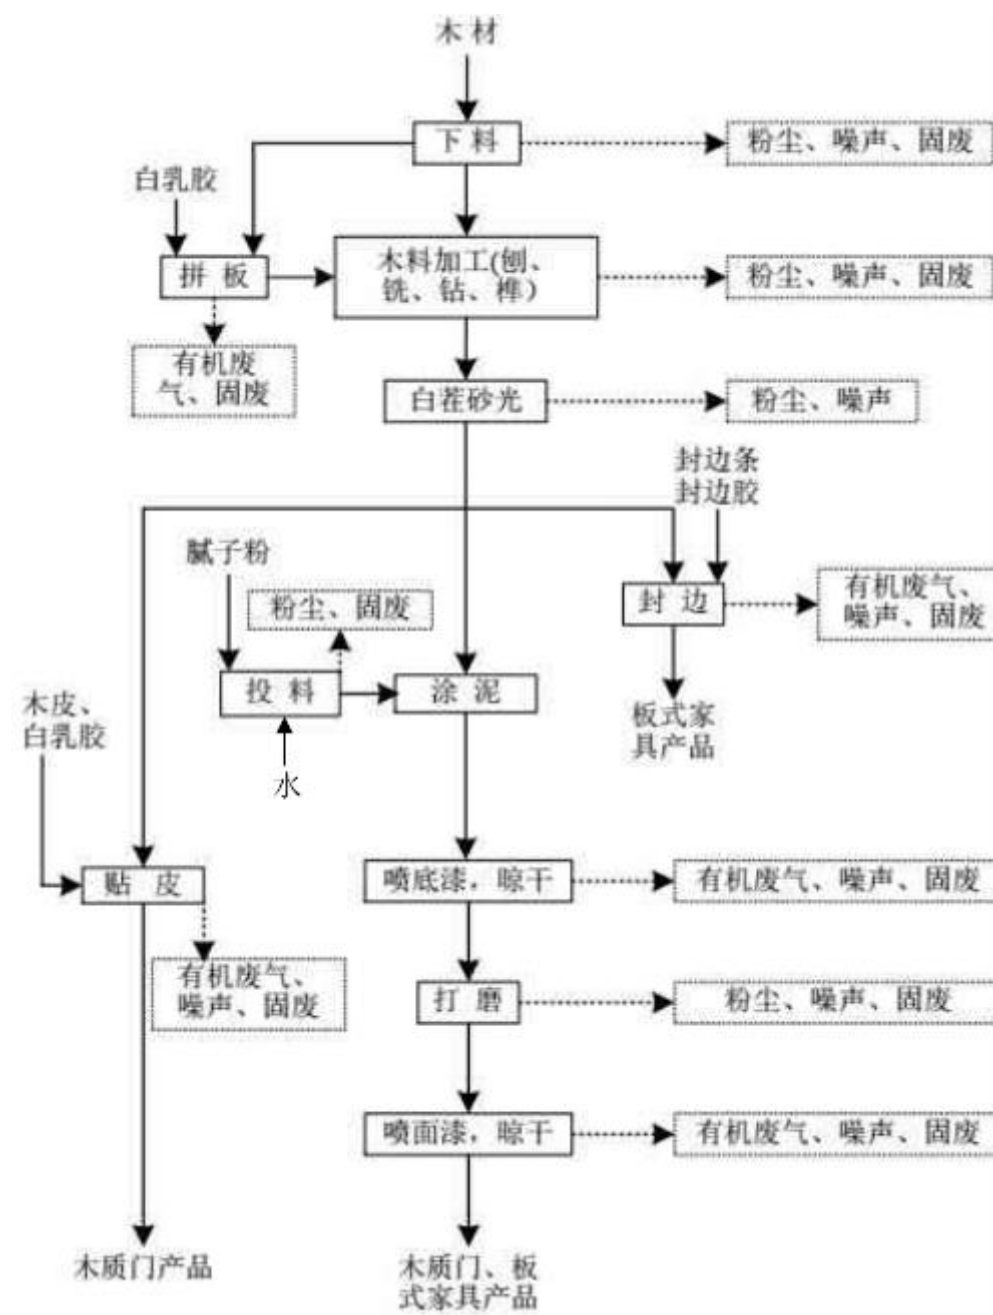 木材
下料
粉尘、噪声、固废
白乳胶
拼板
木料加工(刨、
铣、钻、榫）
粉尘、噪声、固废
有机废
气、固废
白茬砂光
粉尘、噪声
封边条
封边胶
腻子粉
粉尘、固废
封边
有机废气、
噪声、固废
投料
涂泥
木皮、
白乳胶
板式家
具产品
水
贴皮
喷底漆，晾干
有机废气、噪声、固废
有机废气、
噪声、固废
打磨
粉尘、噪声、固废
喷面漆，晾干
有机废气、噪声、固废
木质门产品
木质门、板
式家具产品